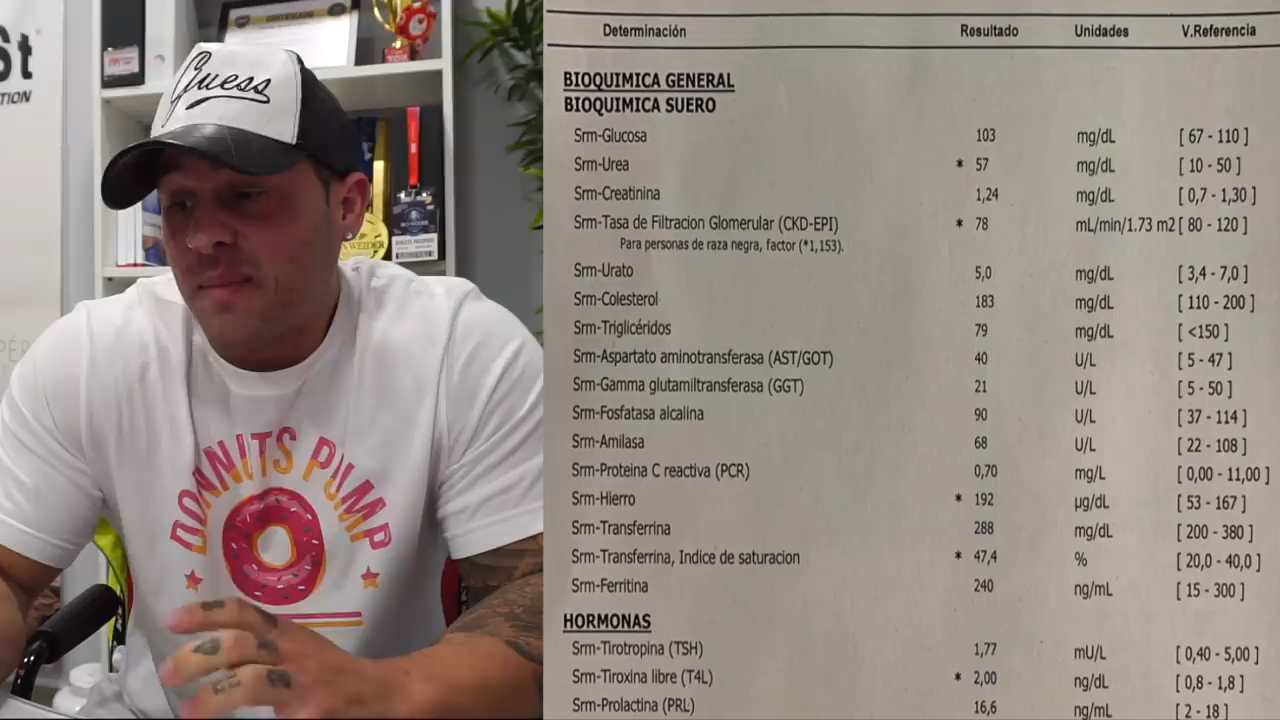 St
TION
PÉR
Guess
CERTIFICADO
WEIDER
DONNITS PUMP
Determinación Resultado Unidades V.Referencia
BIOQUIMICA GENERAL
BIOQUIMICA SUERO
Srm-Glucosa 103 mg/dL [ 67 - 110 ]
Srm-Urea * 57 mg/dL [ 10 - 50 ]
Srm-Creatinina 1,24 mg/dL [ 0,7 - 1,30 ]
Srm-Tasa de Filtracion Glomerular (CKD-EPI) * 78 mL/min/1.73 m2 [ 80 - 120 ]
Para personas de raza negra, factor (*1,153).
Srm-Urato 5,0 mg/dL [ 3,4 - 7,0 ]
Srm-Colesterol 183 mg/dL [ 110 - 200 ]
Srm-Triglicéridos 79 mg/dL [ <150 ]
Srm-Aspartato aminotransferasa (AST/GOT) 40 U/L [ 5 - 47 ]
Srm-Gamma glutamiltransferasa (GGT) 21 U/L [ 5 - 50 ]
Srm-Fosfatasa alcalina 90 U/L [ 37 - 114 ]
Srm-Amilasa 68 U/L [ 22 - 108 ]
Srm-Proteina C reactiva (PCR) 0,70 mg/L [ 0,00 - 11,00 ]
Srm-Hierro * 192 µg/dL [ 53 - 167 ]
Srm-Transferrina 288 mg/dL [ 200 - 380 ]
Srm-Transferrina, Indice de saturacion * 47,4 % [ 20,0 - 40,0 ]
Srm-Ferritina 240 ng/mL [ 15 - 300 ]
HORMONAS
Srm-Tirotropina (TSH) 1,77 mU/L [ 0,40 - 5,00 ]
Srm-Tiroxina libre (T4L) * 2,00 ng/dL [ 0,8 - 1,8 ]
Srm-Prolactina (PRL) 16,6 ng/mL [ 2 - 18 ]